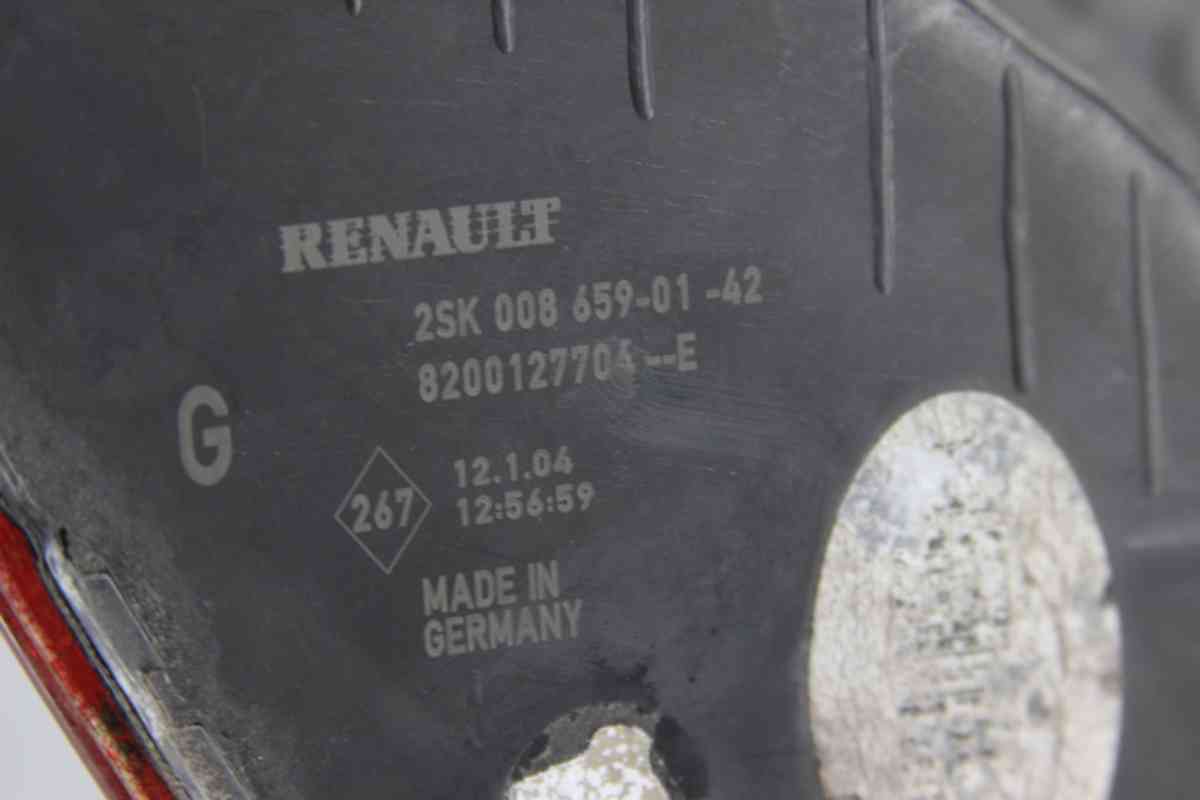 RENAULT
2SK 008 659-01 -42
8200127704 --E
G
267
12.1.04
12:56:59
MADE IN
GERMANY